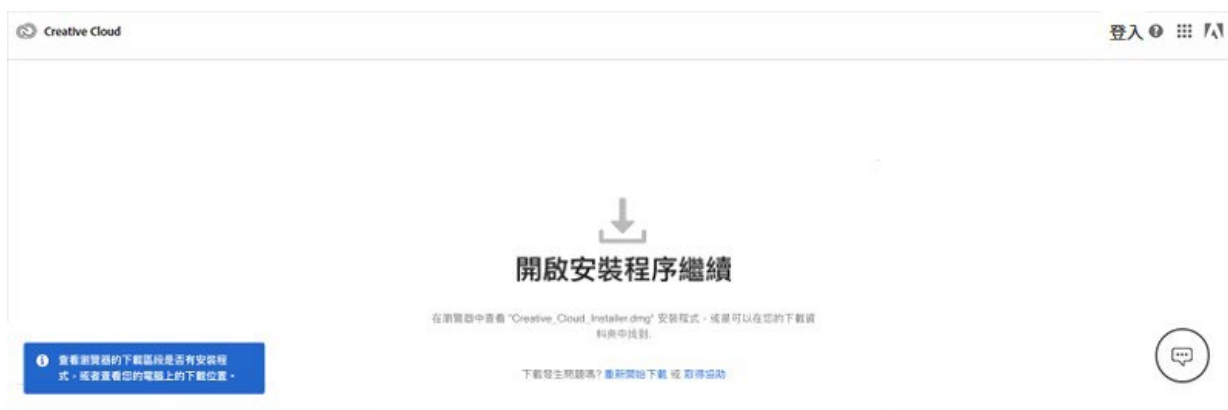 Creative Cloud
登入
開啟安裝程序繼續
在瀏覽器中查看 "Creative_Cloud_Installer.dmg" 安裝程式，或是可以在您的下載資
料夾中找到.
查看瀏覽器的下載區段是否有安裝程
式，或者查看您的電腦上的下載位置。
下載發生問題嗎? 重新開始下載 或 取得協助